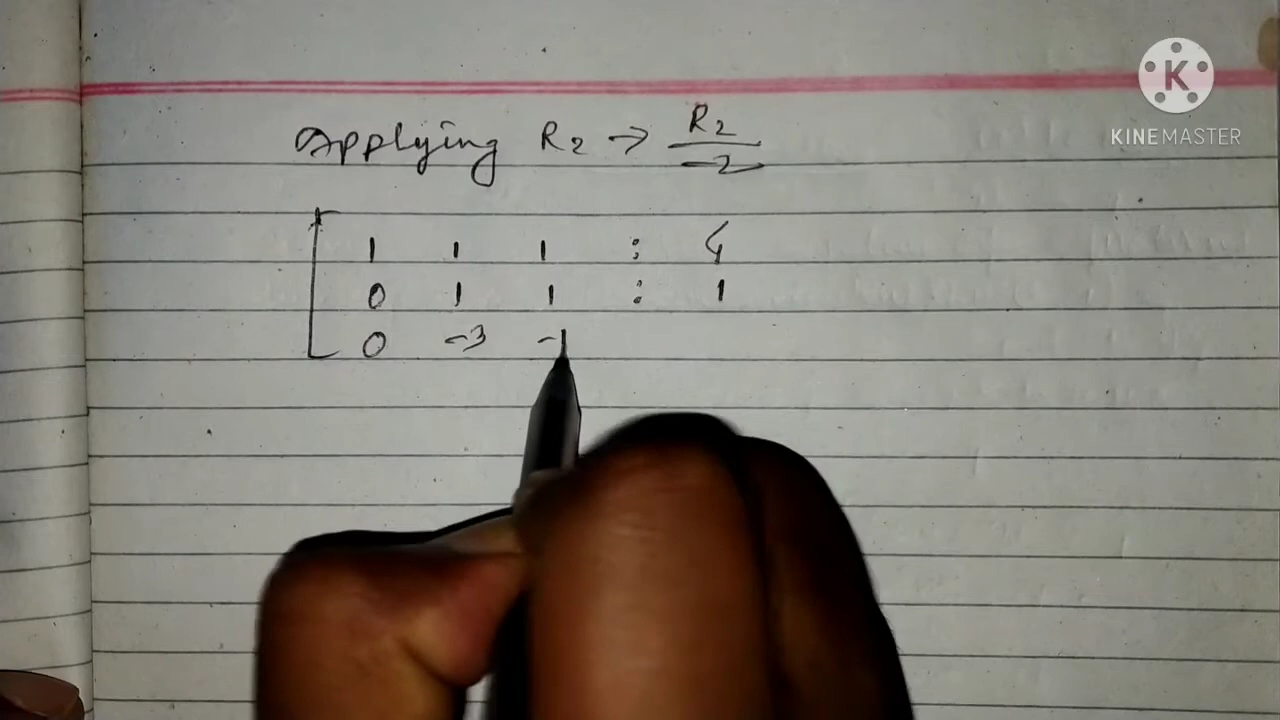 Applying R2 → R2/-2
1 1 1 : 4
0 1 1 : 1
0 -3 -1
K
KINEMASTER